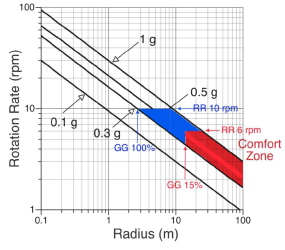 100
1 g
0.5 g
10
RR 10 rpm
RR 6 rpm
0.1 g
0.3 g
GG 100%
Comfort
Zone
GG 15%
1
0.1
1
10
100
Rotation Rate (rpm)
Radius (m)